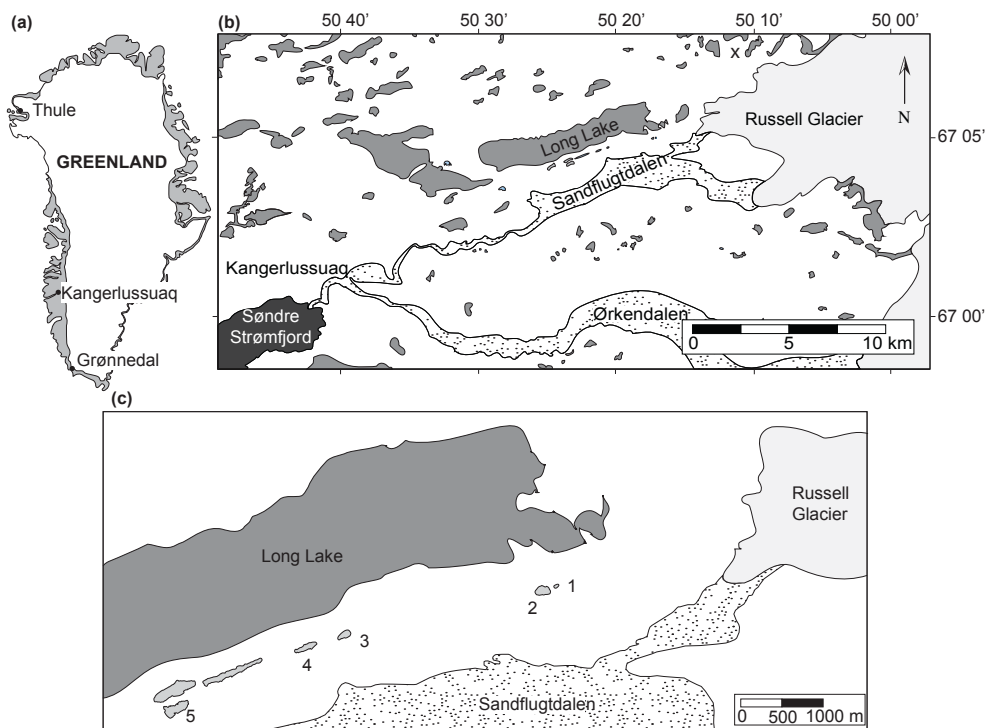 (a)
Thule
GREENLAND
Kangerlussuaq
Grønnedal
(b)
50 40’ 50 30’ 50 20’ 50 10’ 50 00’
x
Russell Glacier
N
67 05’
Long Lake
Sandflugtdalen
Kangerlussuaq
Søndre
Strømfjord
Ørkendalen
67 00’
0 5 10 km
(c)
Russell
Glacier
Long Lake
1
2
3
4
5
Sandflugtdalen
0 500 1000 m